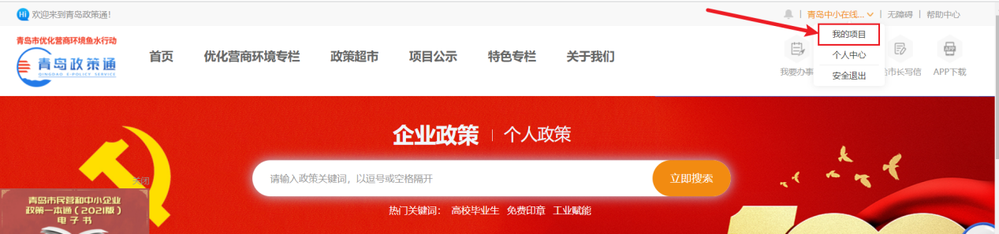 Hi 欢迎来到青岛政策通!
青岛中小在线... | 无障碍 | 帮助中心
我的项目
个人中心
安全退出
青岛市优化营商环境鱼水行动
青岛政策通
QINGDAO E-POLICY SERVICE
首页 优化营商环境专栏 政策超市 项目公示 特色专栏 关于我们
我要办事 市长写信 APP下载
APP
企业政策 | 个人政策
请输入政策关键词，以逗号或空格隔开
立即搜索
热门关键词： 高校毕业生 免费印章 工业赋能
关闭
青岛市民营和中小企业
政策一本通（2021版）
电子书